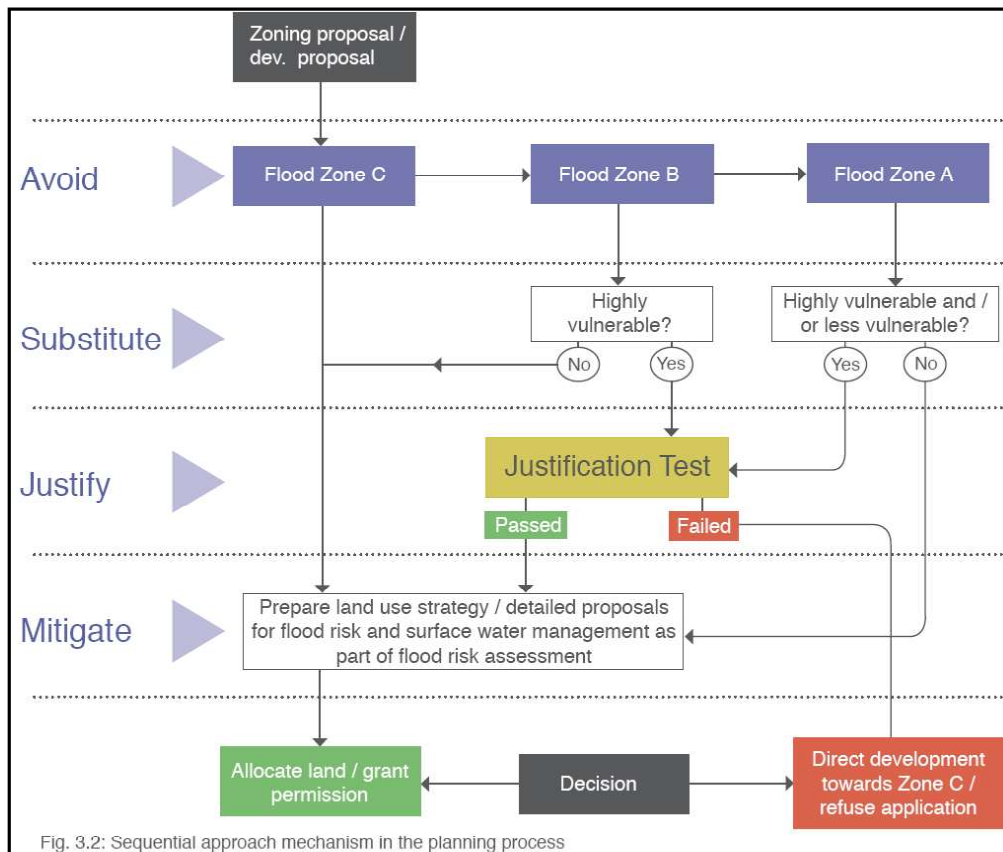 Zoning proposal /
dev. proposal
Avoid
Flood Zone C
Flood Zone B
Flood Zone A
Substitute
Highly
vulnerable?
Highly vulnerable and /
or less vulnerable?
No
Yes
Yes
No
Justify
Justification Test
Passed
Failed
Mitigate
Prepare land use strategy / detailed proposals
for flood risk and surface water management as
part of flood risk assessment
Allocate land / grant
permission
Decision
Direct development
towards Zone C /
refuse application
Fig. 3.2: Sequential approach mechanism in the planning process